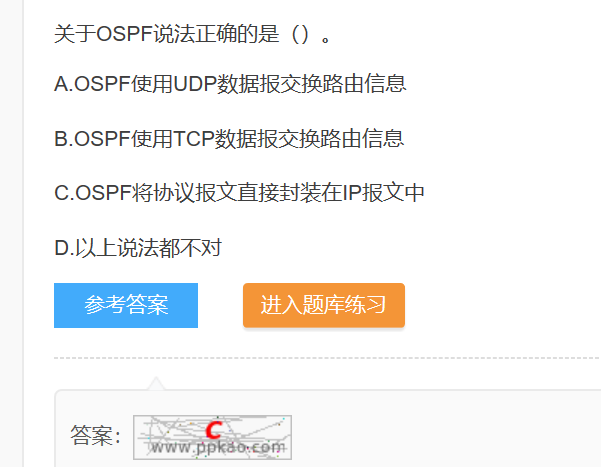 关于OSPF说法正确的是（）。
A.OSPF使用UDP数据报交换路由信息
B.OSPF使用TCP数据报交换路由信息
C.OSPF将协议报文直接封装在IP报文中
D.以上说法都不对
参考答案 进入题库练习
答案： C
www.ppkao.com